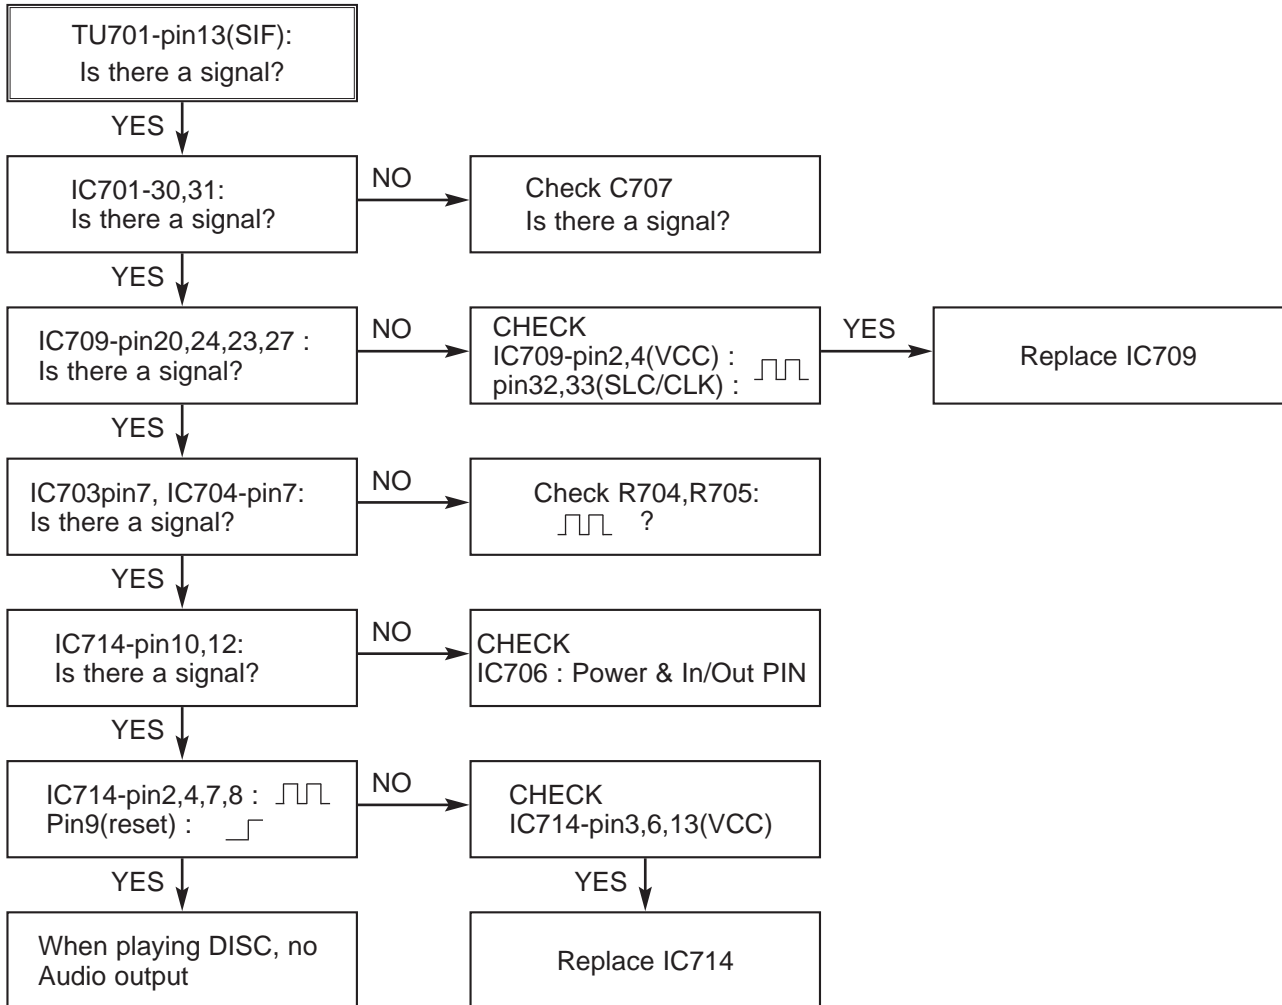 TU701-pin13(SIF):
Is there a signal?
YES
IC701-30,31:
Is there a signal?
NO
Check C707
Is there a signal?
YES
IC709-pin20,24,23,27 :
Is there a signal?
NO
CHECK
IC709-pin2,4(VCC) :
pin32,33(SLC/CLK) :
YES
Replace IC709
YES
IC703pin7, IC704-pin7:
Is there a signal?
NO
Check R704,R705:
?
YES
IC714-pin10,12:
Is there a signal?
NO
CHECK
IC706 : Power & In/Out PIN
YES
IC714-pin2,4,7,8 :
Pin9(reset) :
NO
CHECK
IC714-pin3,6,13(VCC)
YES
YES
When playing DISC, no
Audio output
Replace IC714